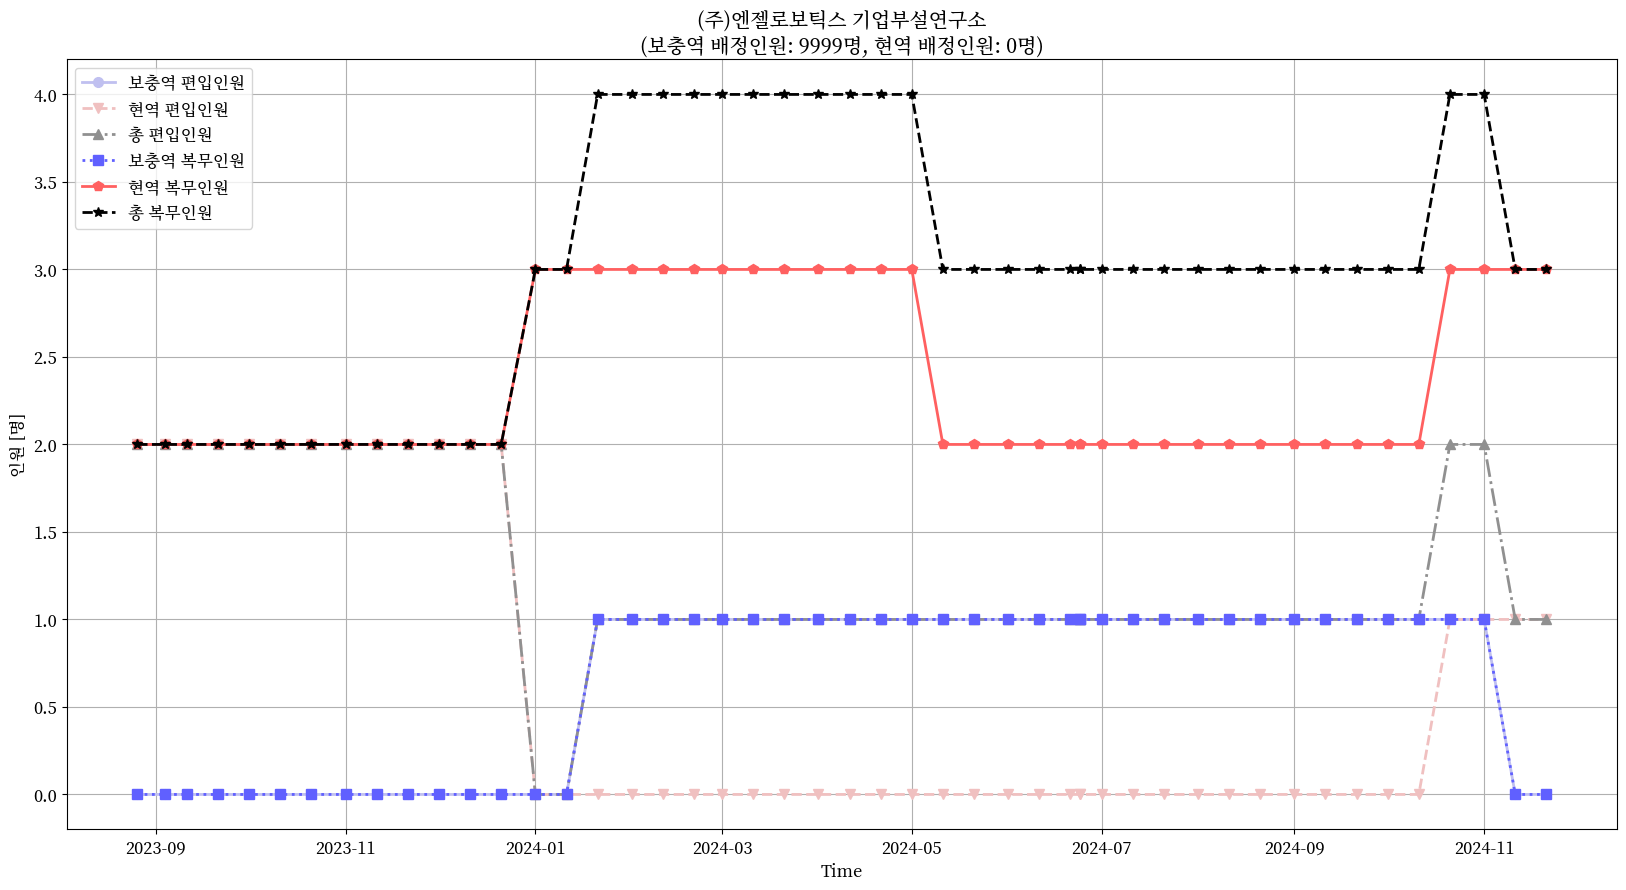 (주)엔젤로보틱스 기업부설연구소
(보충역 배정인원: 9999명, 현역 배정인원: 0명)
보충역 편입인원
현역 편입인원
총 편입인원
보충역 복무인원
현역 복무인원
총 복무인원
4.0
3.5
3.0
2.5
2.0
1.5
1.0
0.5
0.0
인원 [명]
2023-09
2023-11
2024-01
2024-03
2024-05
2024-07
2024-09
2024-11
Time